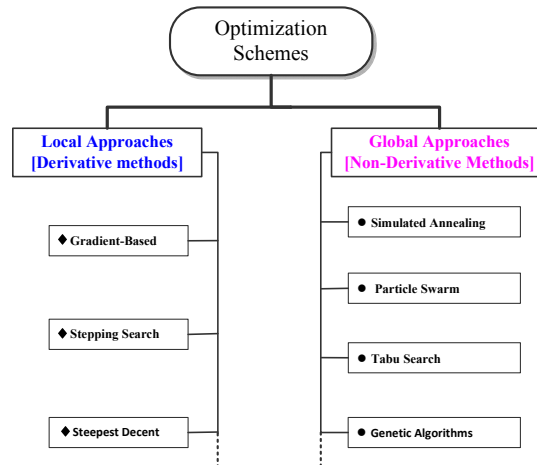 Optimization
Schemes
Local Approaches
[Derivative methods]
♦ Gradient-Based
♦ Stepping Search
♦ Steepest Decent
Global Approaches
[Non-Derivative Methods]
● Simulated Annealing
● Particle Swarm
● Tabu Search
● Genetic Algorithms